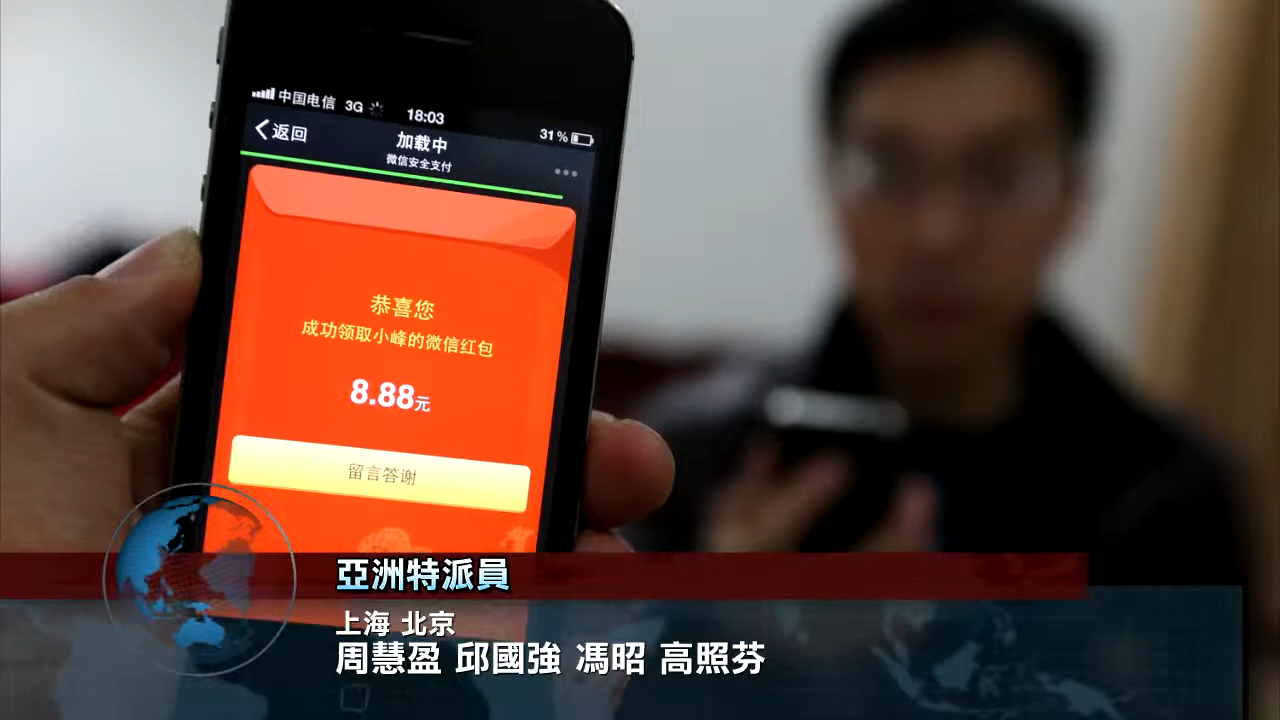 中国电信 3G 18:03 31%
返回 加载中
微信安全支付
恭喜您
成功领取小峰的微信红包
8.88元
留言答谢
亞洲特派員
上海 北京
周慧盈 邱國強 馮昭 高照芬